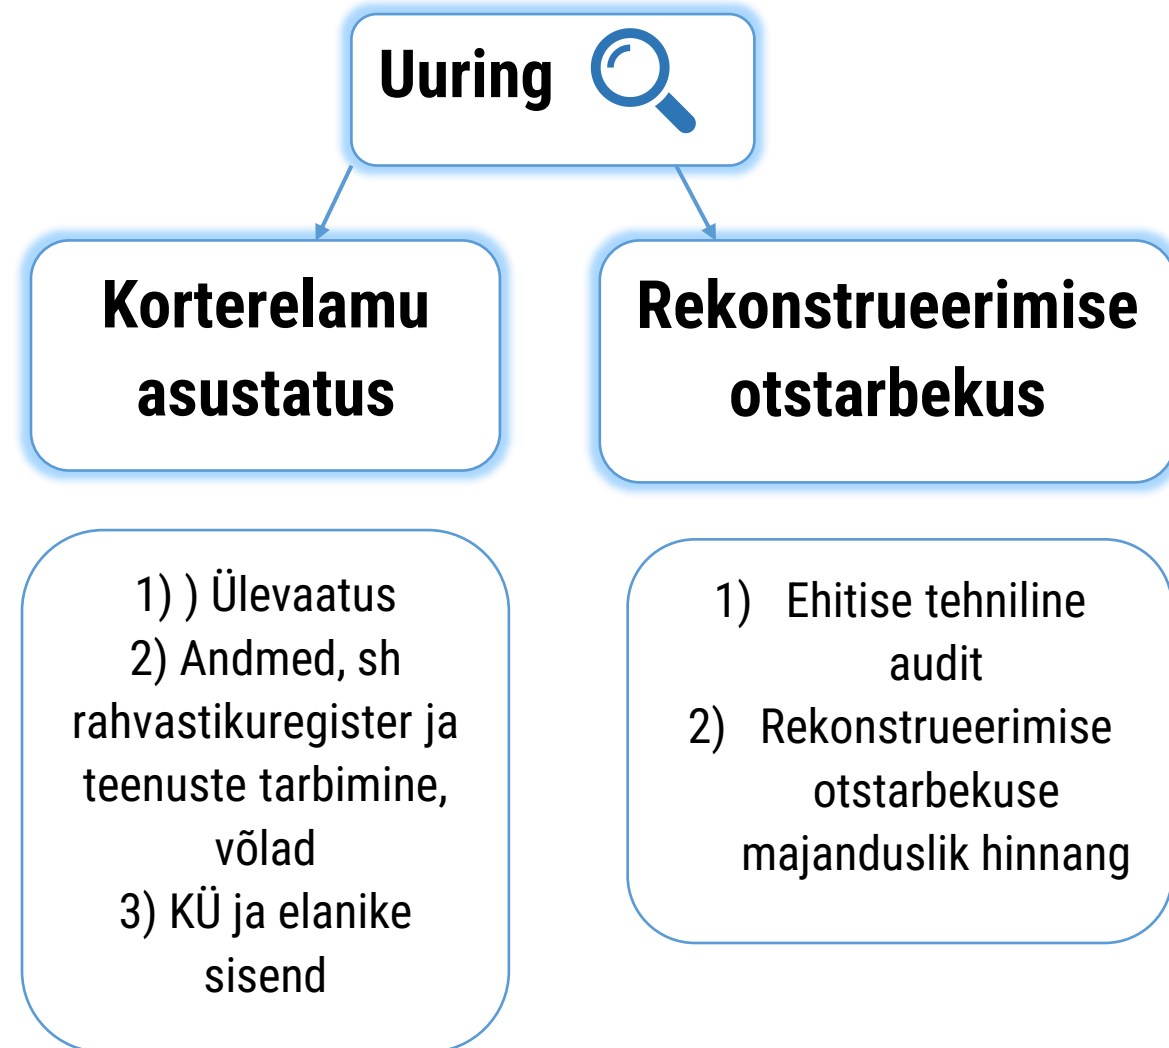 Uuring
Korterelamu
asustatus
1) ) Ülevaatus
2) Andmed, sh
rahvastikuregister ja
teenuste tarbimine,
võlad
3) KÜ ja elanike
sisend
Rekonstrueerimise
otstarbekus
1) Ehitise tehniline
audit
2) Rekonstrueerimise
otstarbekuse
majanduslik hinnang